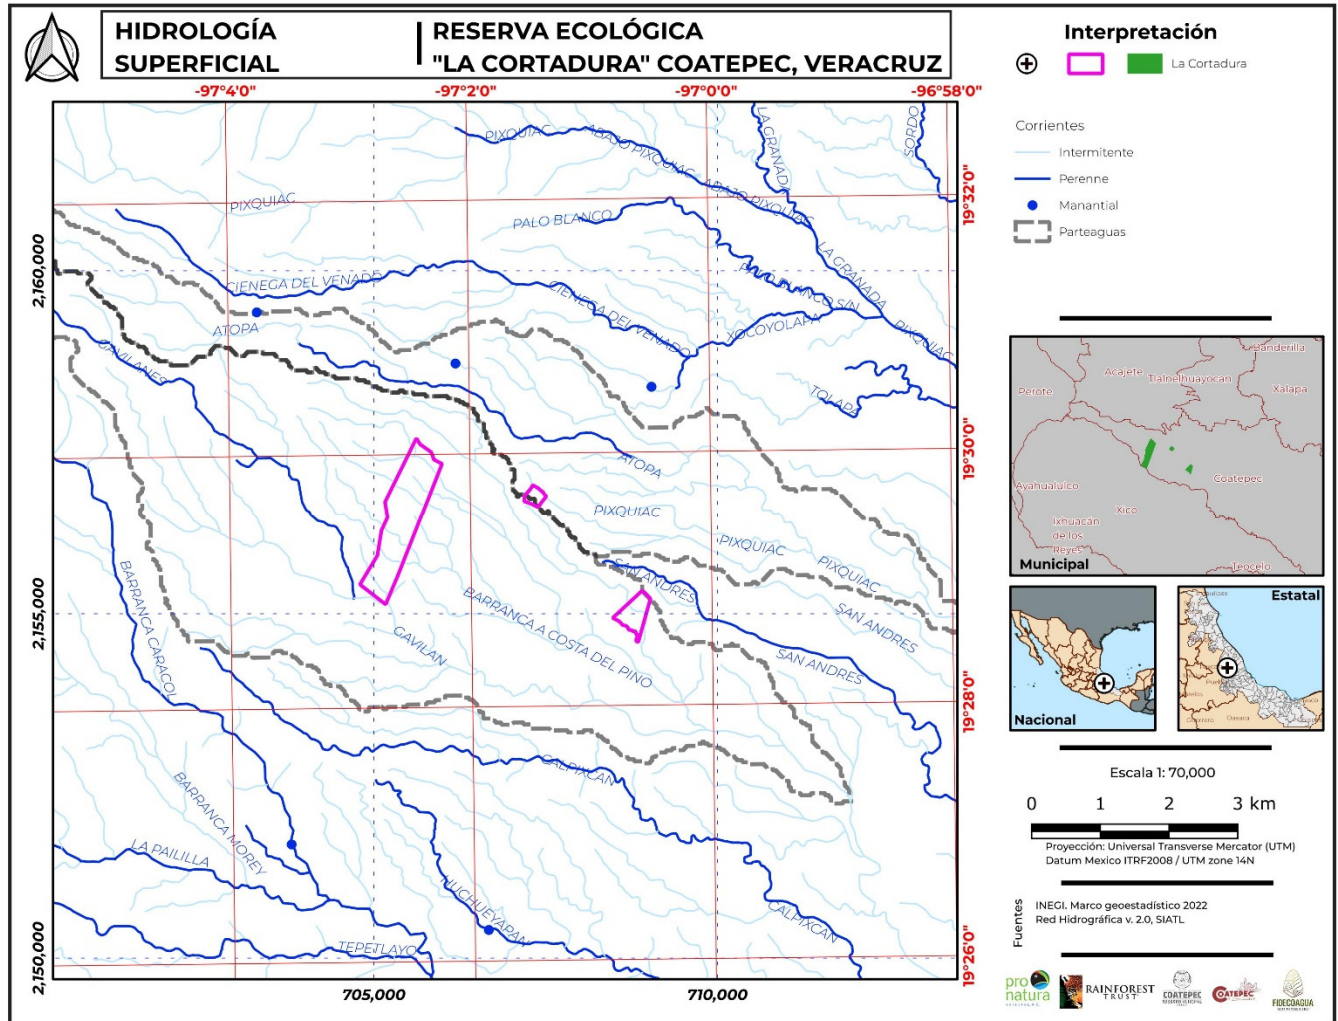 HIDROLOGÍA
SUPERFICIAL
RESERVA ECOLÓGICA
"LA CORTADURA" COATEPEC, VERACRUZ
-97°4'0"
-97°2'0"
-97°0'0"
-96°58'0"
PIXQUIAC
ABAJO PIXQUIAC
ABAJO PIXQUIAC
LA GRANADA
SORDO
19°32'0"
PIXQUIAC
PALO BLANCO
LA GRANADA
2,160,000
CIENEGA DEL VENADO
PALO BLANCO S/N
CIENEGA DEL VENADO
XOCOYOLAPA
PIXQUIAC
ATOPA
GAVILANES
TOLAPA
19°30'0"
ATOPA
PIXQUIAC
PIXQUIAC
PIXQUIAC
SAN ANDRES
SAN ANDRES
2,155,000
BARRANCA CARACOL
GAVILAN
BARRANCA A COSTA DEL PINO
SAN ANDRES
19°28'0"
CALPIXCAN
BARRANCA MOREY
LA PAILILLA
HUCHUEYAPAN
CALPIXCAN
TEPETLAYO
2,150,000
19°26'0"
705,000
710,000
Interpretación
La Cortadura
Corrientes
Intermitente
Perenne
Manantial
Parteaguas
Banderilla
Acajete
Tlalnelhuayocan
Perote
Xalapa
Ayahualulco
Coatepec
Xico
Ixhuacán
de los
Reyes
Teocelo
Municipal
Nacional
Estatal
Oaxaca
Escala 1: 70,000
0 1 2 3 km
Proyección: Universal Transverse Mercator (UTM)
Datum Mexico ITRF2008 / UTM zone 14N
Fuentes
INEGI. Marco geoestadístico 2022
Red Hidrográfica v. 2.0, SIATL
pro
natura
RAINFOREST
TRUST
COATEPEC
COATEPEC
FIDECOAGUA